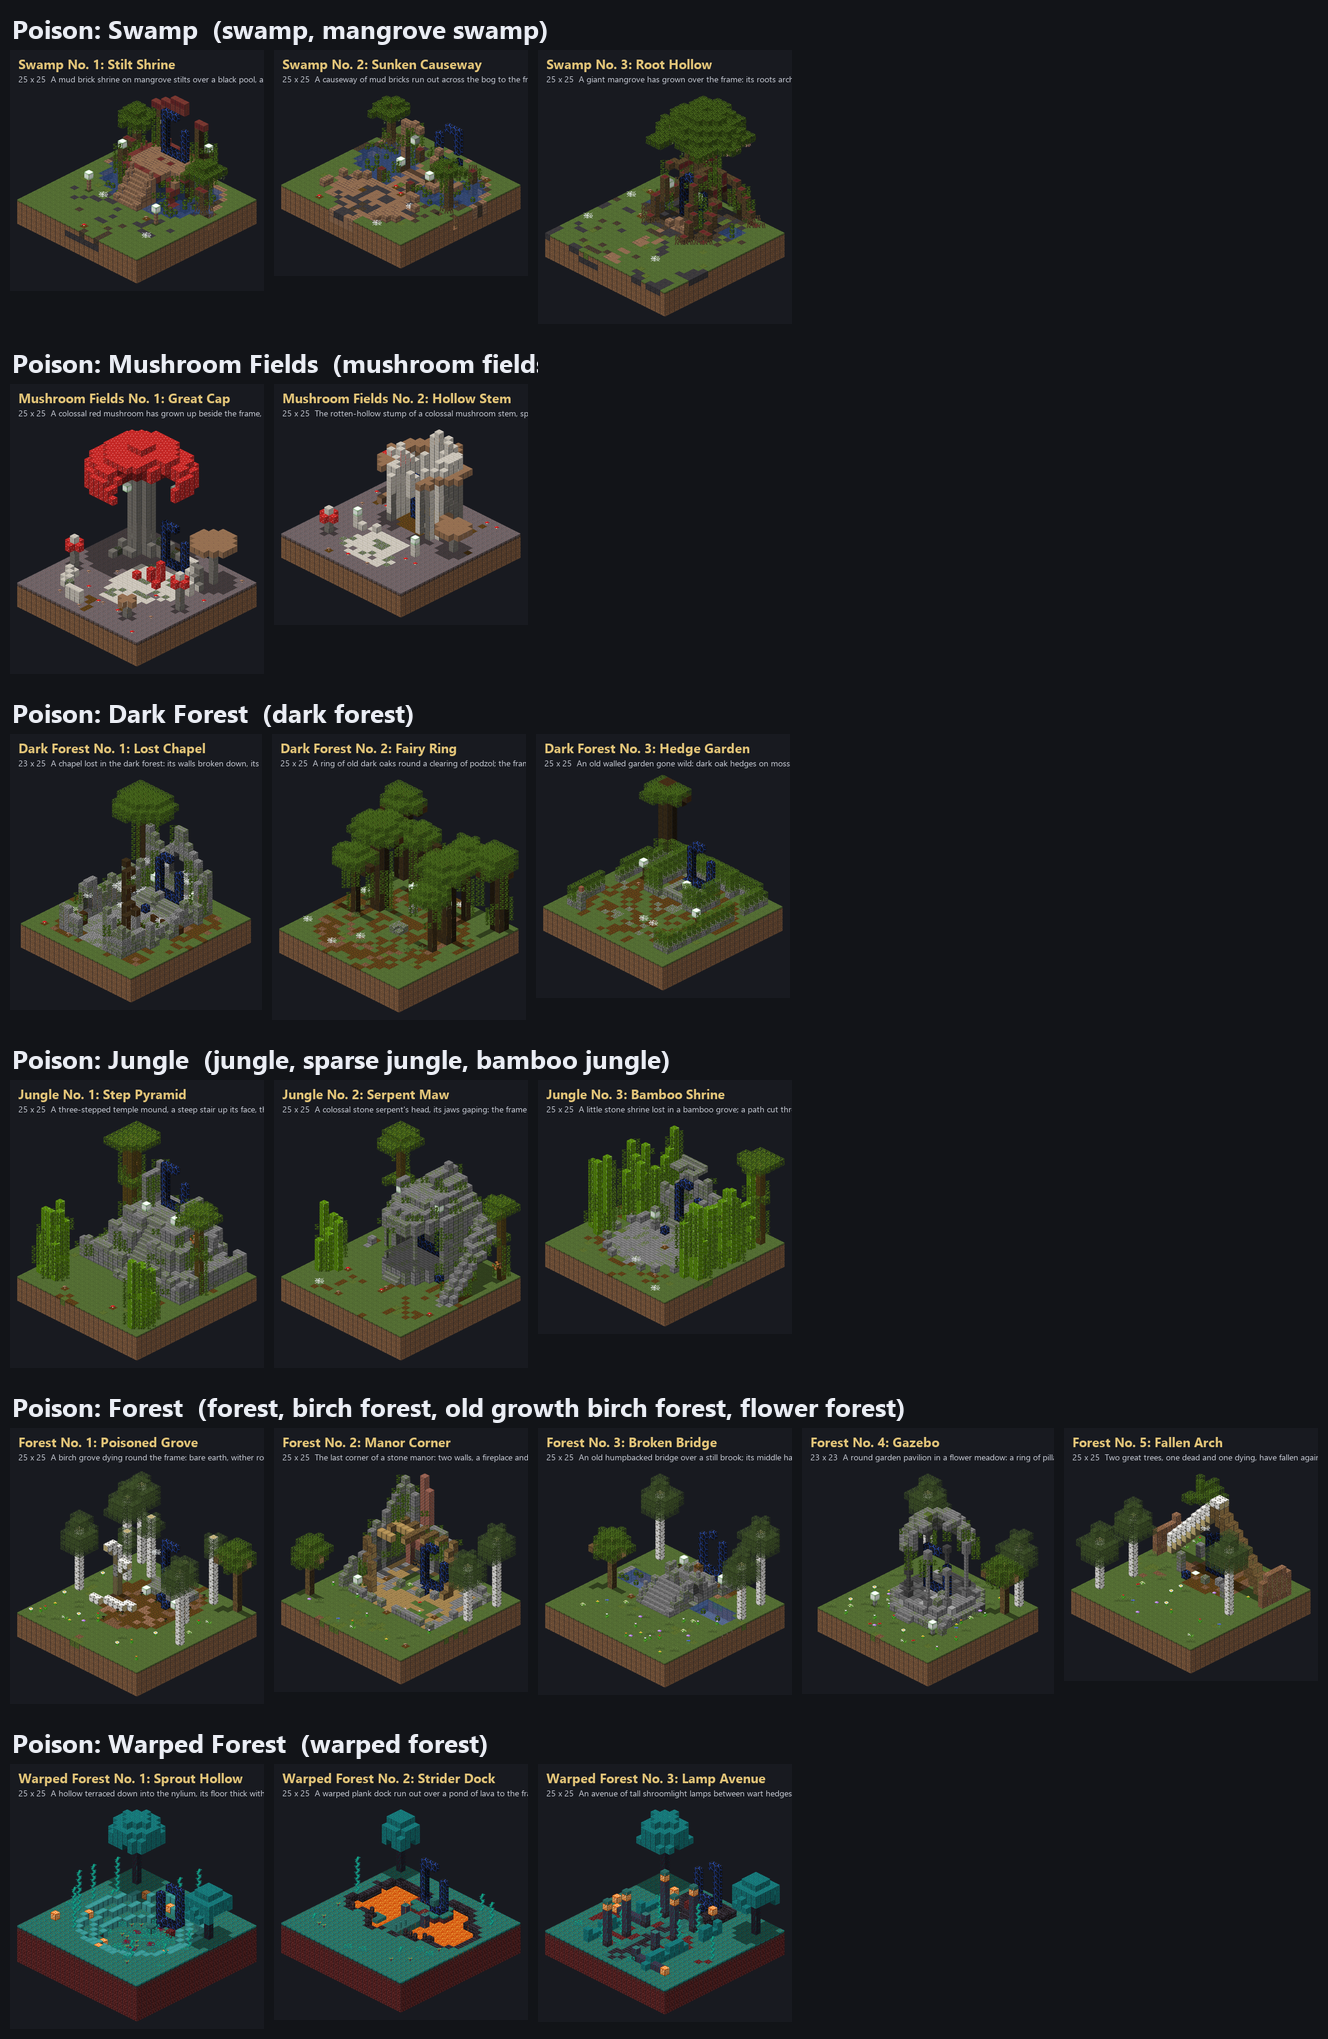 Poison: Swamp (swamp, mangrove swamp)
Swamp No. 1: Stilt Shrine
25 x 25 A mud brick shrine on mangrove stilts over a black pool, a
Swamp No. 2: Sunken Causeway
25 x 25 A causeway of mud bricks run out across the bog to the fr
Swamp No. 3: Root Hollow
25 x 25 A giant mangrove has grown over the frame: its roots arch
Poison: Mushroom Fields (mushroom fields
Mushroom Fields No. 1: Great Cap
25 x 25 A colossal red mushroom has grown up beside the frame,
Mushroom Fields No. 2: Hollow Stem
25 x 25 The rotten-hollow stump of a colossal mushroom stem, sp
Poison: Dark Forest (dark forest)
Dark Forest No. 1: Lost Chapel
23 x 25 A chapel lost in the dark forest: its walls broken down, its
Dark Forest No. 2: Fairy Ring
25 x 25 A ring of old dark oaks round a clearing of podzol; the fran
Dark Forest No. 3: Hedge Garden
25 x 25 An old walled garden gone wild: dark oak hedges on moss
Poison: Jungle (jungle, sparse jungle, bamboo jungle)
Jungle No. 1: Step Pyramid
25 x 25 A three-stepped temple mound, a steep stair up its face, th
Jungle No. 2: Serpent Maw
25 x 25 A colossal stone serpent's head, its jaws gaping: the frame
Jungle No. 3: Bamboo Shrine
25 x 25 A little stone shrine lost in a bamboo grove; a path cut thr
Poison: Forest (forest, birch forest, old growth birch forest, flower forest)
Forest No. 1: Poisoned Grove
25 x 25 A birch grove dying round the frame: bare earth, wither ro
Forest No. 2: Manor Corner
25 x 25 The last corner of a stone manor: two walls, a fireplace and
Forest No. 3: Broken Bridge
25 x 25 An old humpbacked bridge over a still brook; its middle ha
Forest No. 4: Gazebo
23 x 23 A round garden pavilion in a flower meadow: a ring of pill
Forest No. 5: Fallen Arch
25 x 25 Two great trees, one dead and one dying, have fallen again
Poison: Warped Forest (warped forest)
Warped Forest No. 1: Sprout Hollow
25 x 25 A hollow terraced down into the nylium, its floor thick with
Warped Forest No. 2: Strider Dock
25 x 25 A warped plank dock run out over a pond of lava to the fr
Warped Forest No. 3: Lamp Avenue
25 x 25 An avenue of tall shroomlight lamps between wart hedges